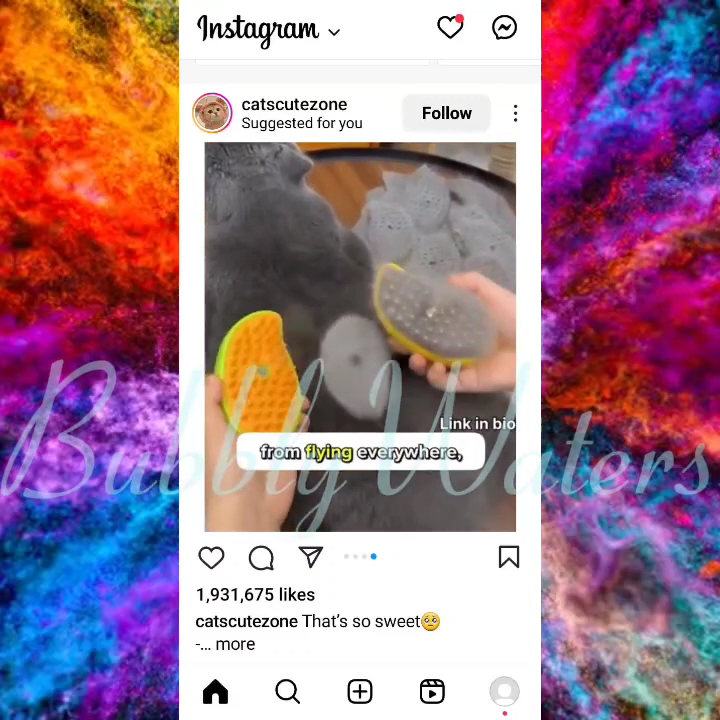 Instagram
catscutezone
Suggested for you
Follow
Link in bio
from flying everywhere,
Bubbly Waters
1,931,675 likes
catscutezone That's so sweet🥺
-... more